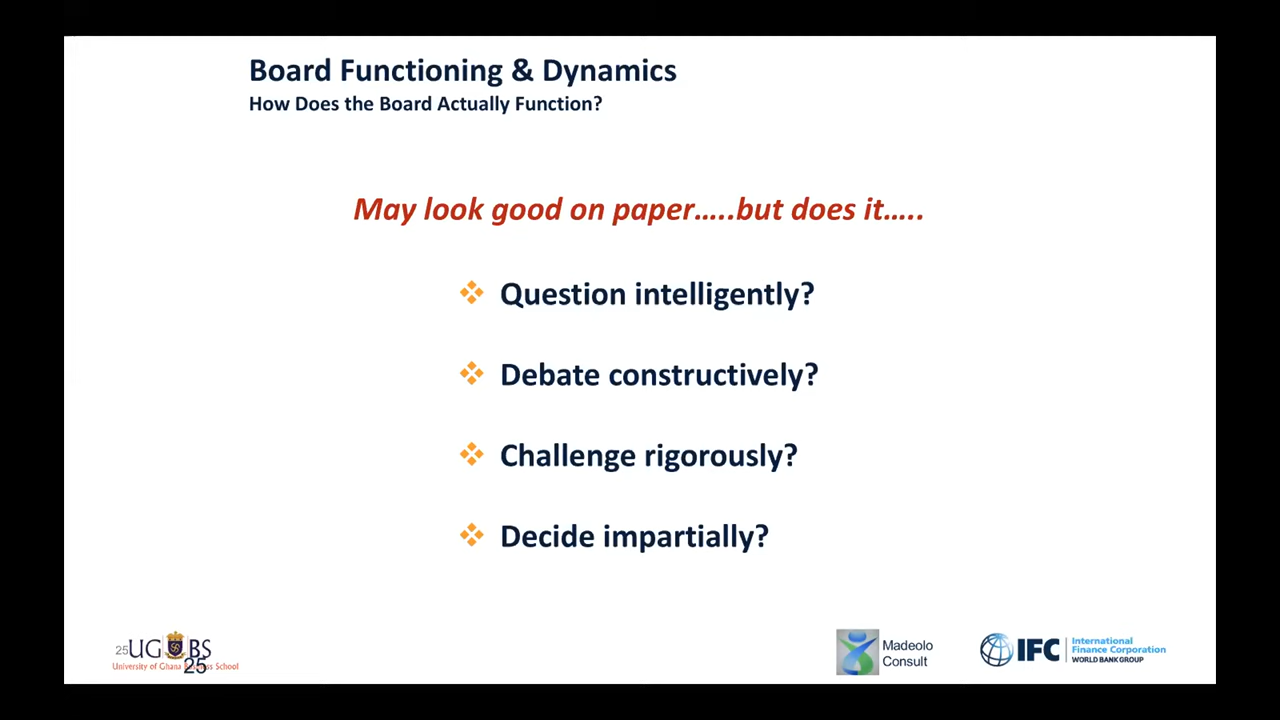 Board Functioning & Dynamics
How Does the Board Actually Function?
May look good on paper…..but does it…..
❖ Question intelligently?
❖ Debate constructively?
❖ Challenge rigorously?
❖ Decide impartially?
25 UGBS
University of Ghana Business School
25
Madeolo
Consult
IFC
International
Finance Corporation
WORLD BANK GROUP